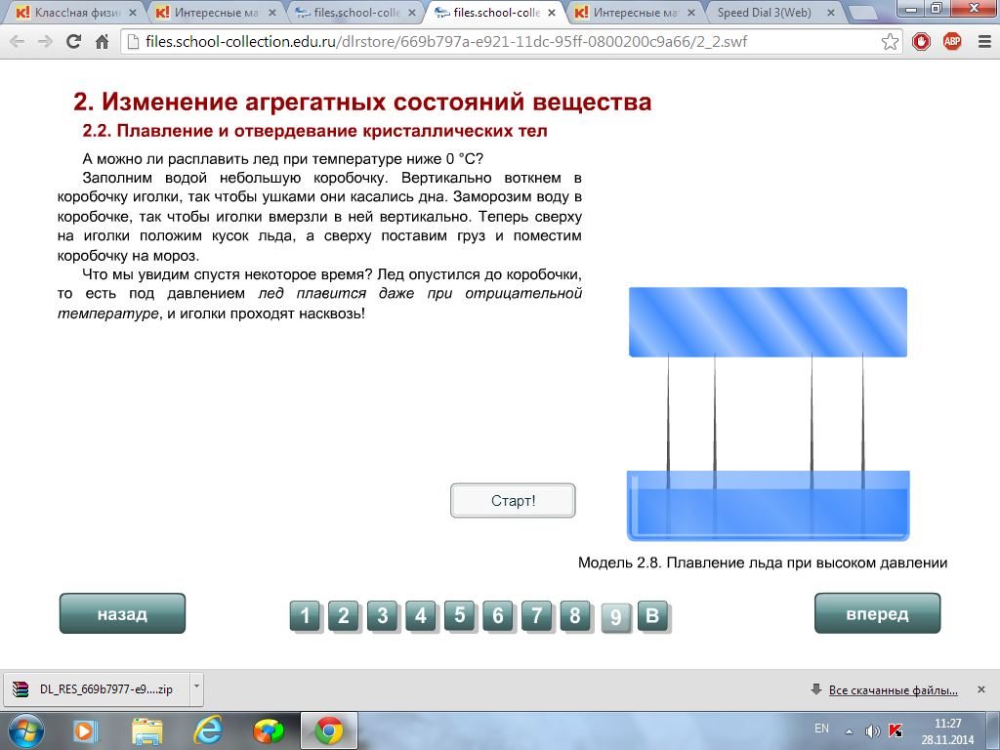 Класс!ная физи
Интересные ма
files.school-colle
files.school-colle
Интересные ма
Speed Dial 3(Web)
files.school-collection.edu.ru/dlrstore/669b797a-e921-11dc-95ff-0800200c9a66/2_2.swf
ABP
2. Изменение агрегатных состояний вещества
2.2. Плавление и отвердевание кристаллических тел
А можно ли расплавить лед при температуре ниже 0 °C?
Заполним водой небольшую коробочку. Вертикально воткнем в
коробочку иголки, так чтобы ушками они касались дна. Заморозим воду в
коробочке, так чтобы иголки вмерзли в ней вертикально. Теперь сверху
на иголки положим кусок льда, а сверху поставим груз и поместим
коробочку на мороз.
Что мы увидим спустя некоторое время? Лед опустился до коробочки,
то есть под давлением лед плавится даже при отрицательной
температуре, и иголки проходят насквозь!
Старт!
Модель 2.8. Плавление льда при высоком давлении
назад
1 2 3 4 5 6 7 8 9 В
вперед
DL_RES_669b7977-e9....zip
Все скачанные файлы...
EN
11:27
28.11.2014